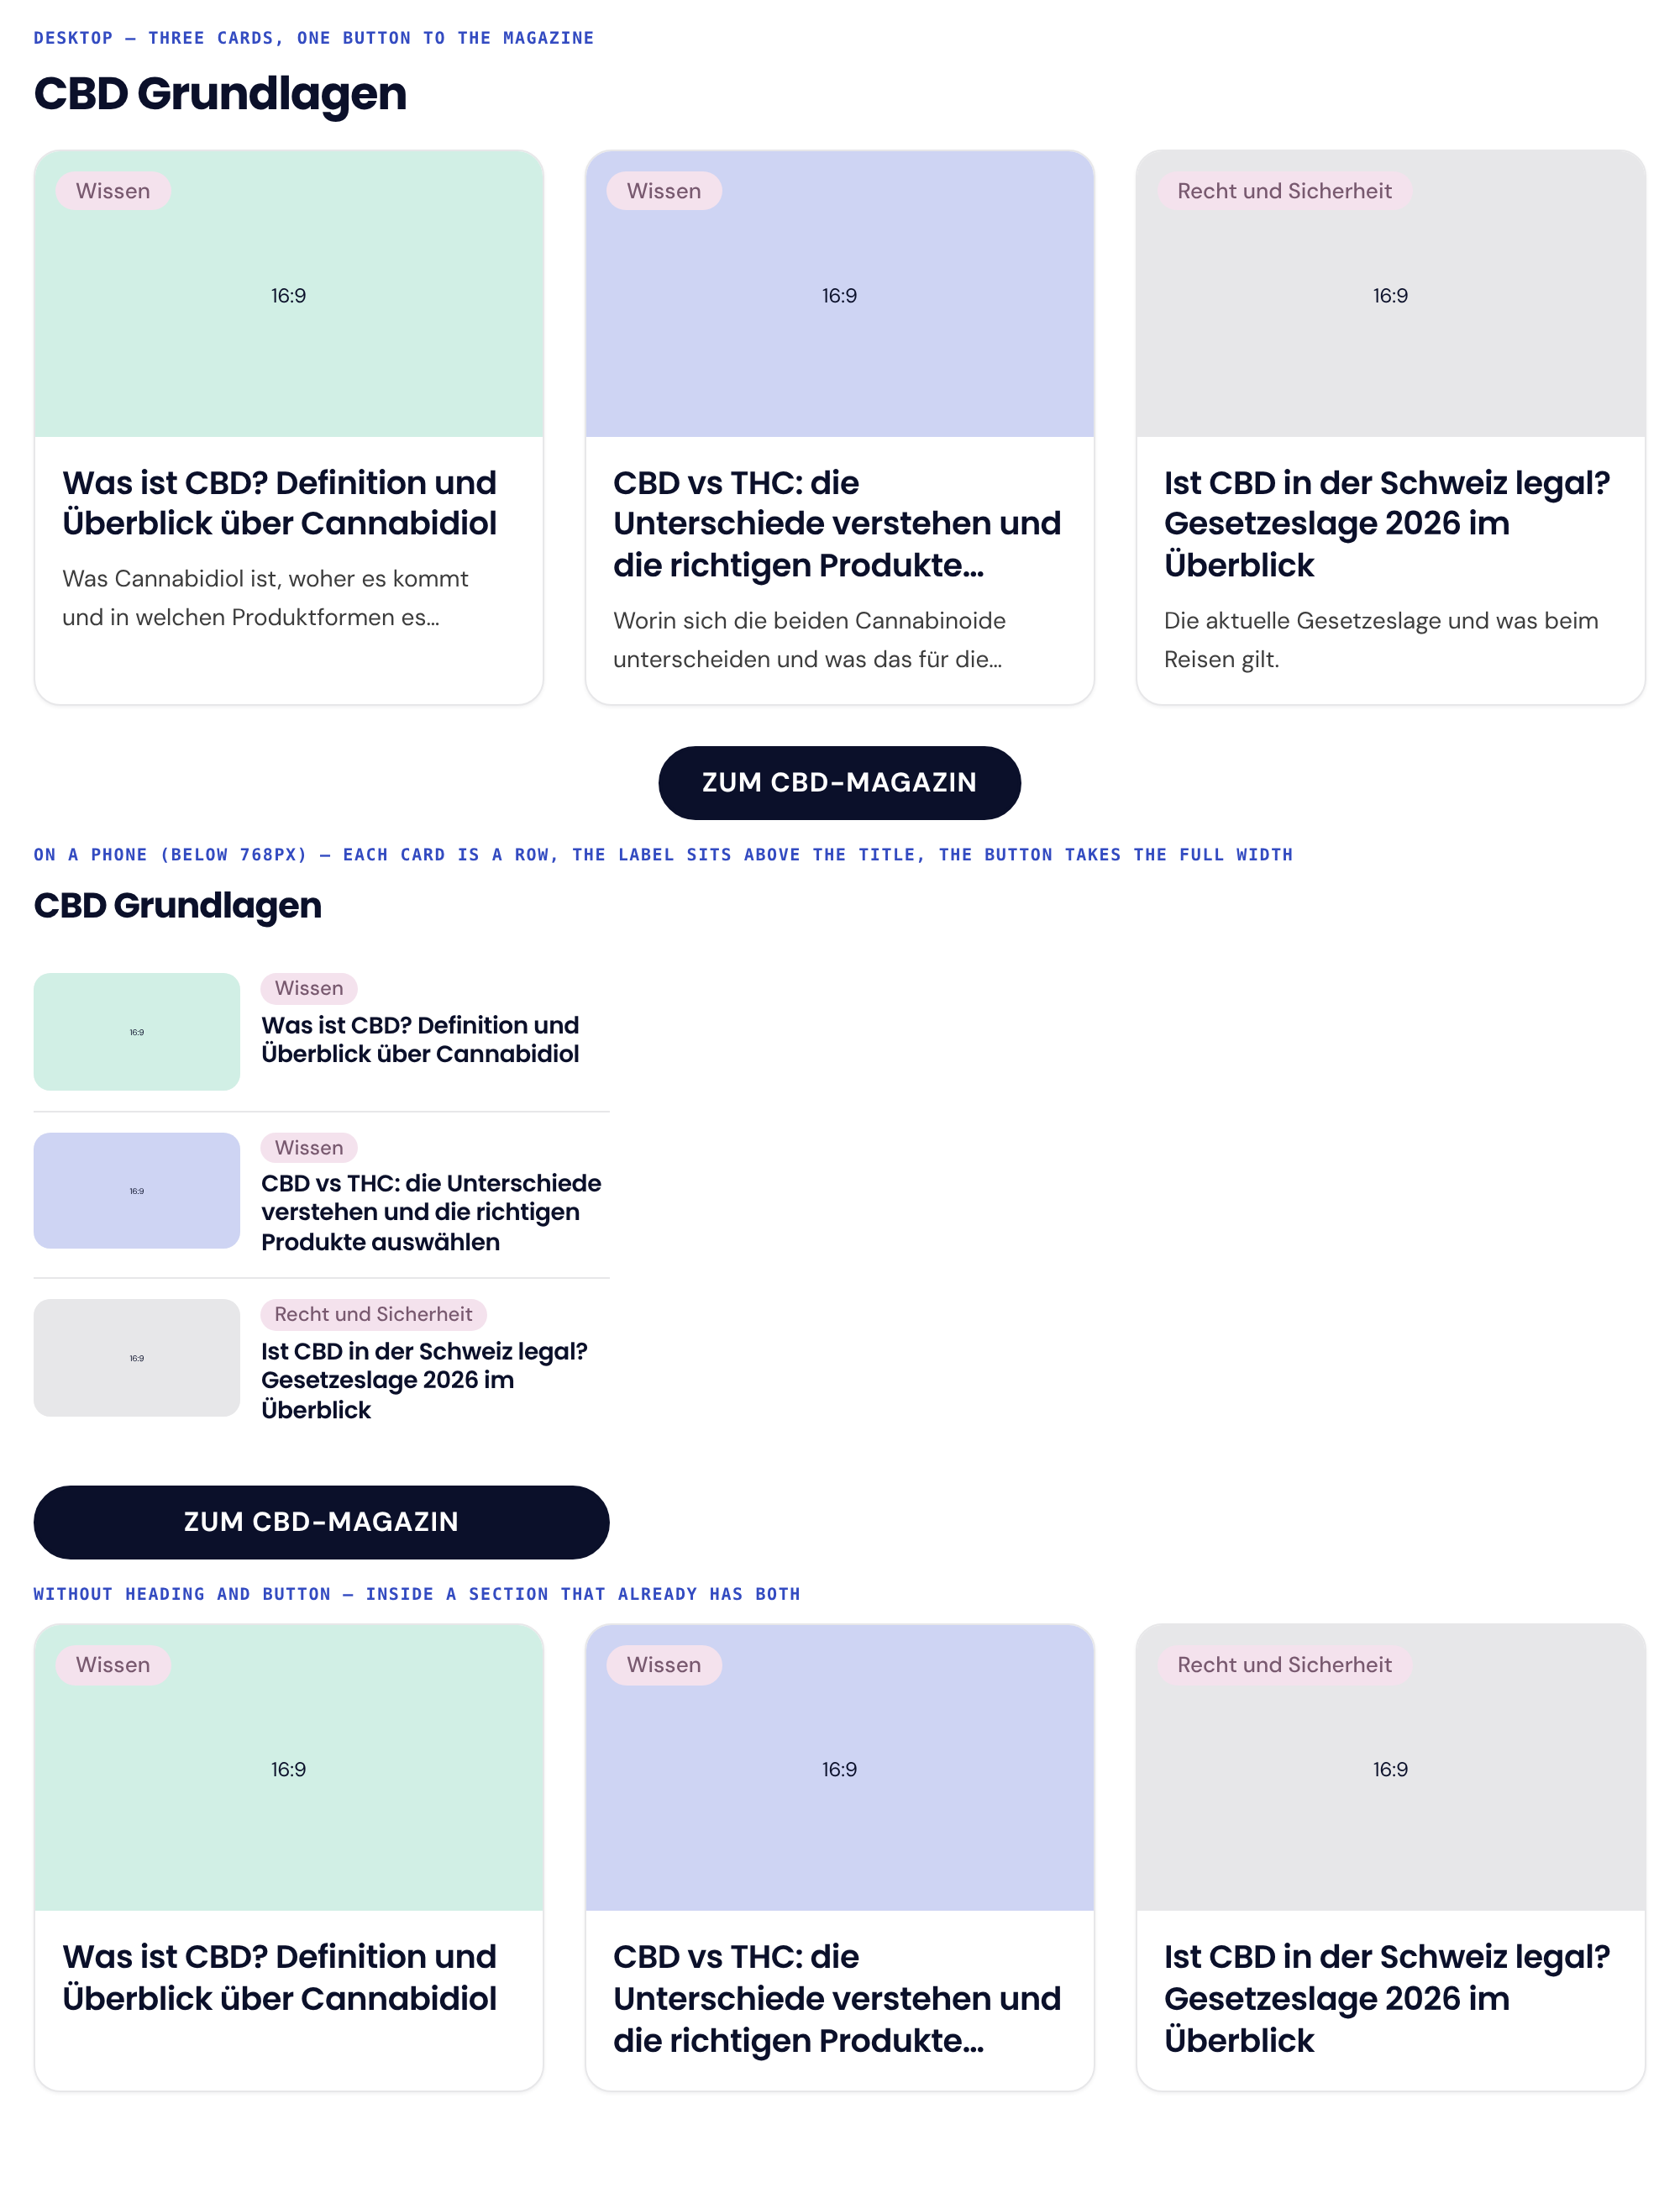 DESKTOP — THREE CARDS, ONE BUTTON TO THE MAGAZINE
CBD Grundlagen
Wissen
16:9
Was ist CBD? Definition und
Überblick über Cannabidiol
Was Cannabidiol ist, woher es kommt
und in welchen Produktformen es…
Wissen
16:9
CBD vs THC: die
Unterschiede verstehen und
die richtigen Produkte…
Worin sich die beiden Cannabinoide
unterscheiden und was das für die…
Recht und Sicherheit
16:9
Ist CBD in der Schweiz legal?
Gesetzeslage 2026 im
Überblick
Die aktuelle Gesetzeslage und was beim
Reisen gilt.
ZUM CBD-MAGAZIN
ON A PHONE (BELOW 768PX) — EACH CARD IS A ROW, THE LABEL SITS ABOVE THE TITLE, THE BUTTON TAKES THE FULL WIDTH
CBD Grundlagen
16:9
Wissen
Was ist CBD? Definition und
Überblick über Cannabidiol
16:9
Wissen
CBD vs THC: die Unterschiede
verstehen und die richtigen
Produkte auswählen
16:9
Recht und Sicherheit
Ist CBD in der Schweiz legal?
Gesetzeslage 2026 im
Überblick
ZUM CBD-MAGAZIN
WITHOUT HEADING AND BUTTON — INSIDE A SECTION THAT ALREADY HAS BOTH
Wissen
16:9
Was ist CBD? Definition und
Überblick über Cannabidiol
Wissen
16:9
CBD vs THC: die
Unterschiede verstehen und
die richtigen Produkte…
Recht und Sicherheit
16:9
Ist CBD in der Schweiz legal?
Gesetzeslage 2026 im
Überblick